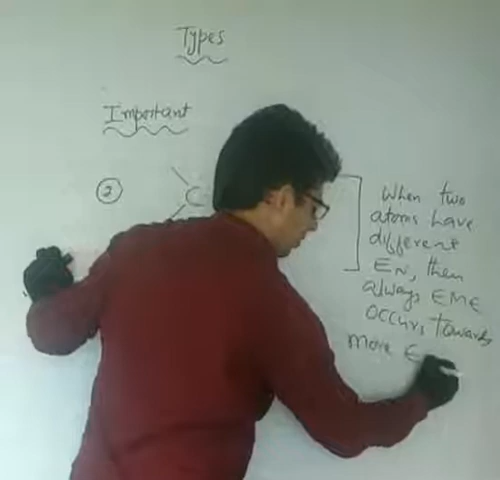 Types
Important
2
C
When two
atoms have
different
EN, then
always EME
occurs towards
more E